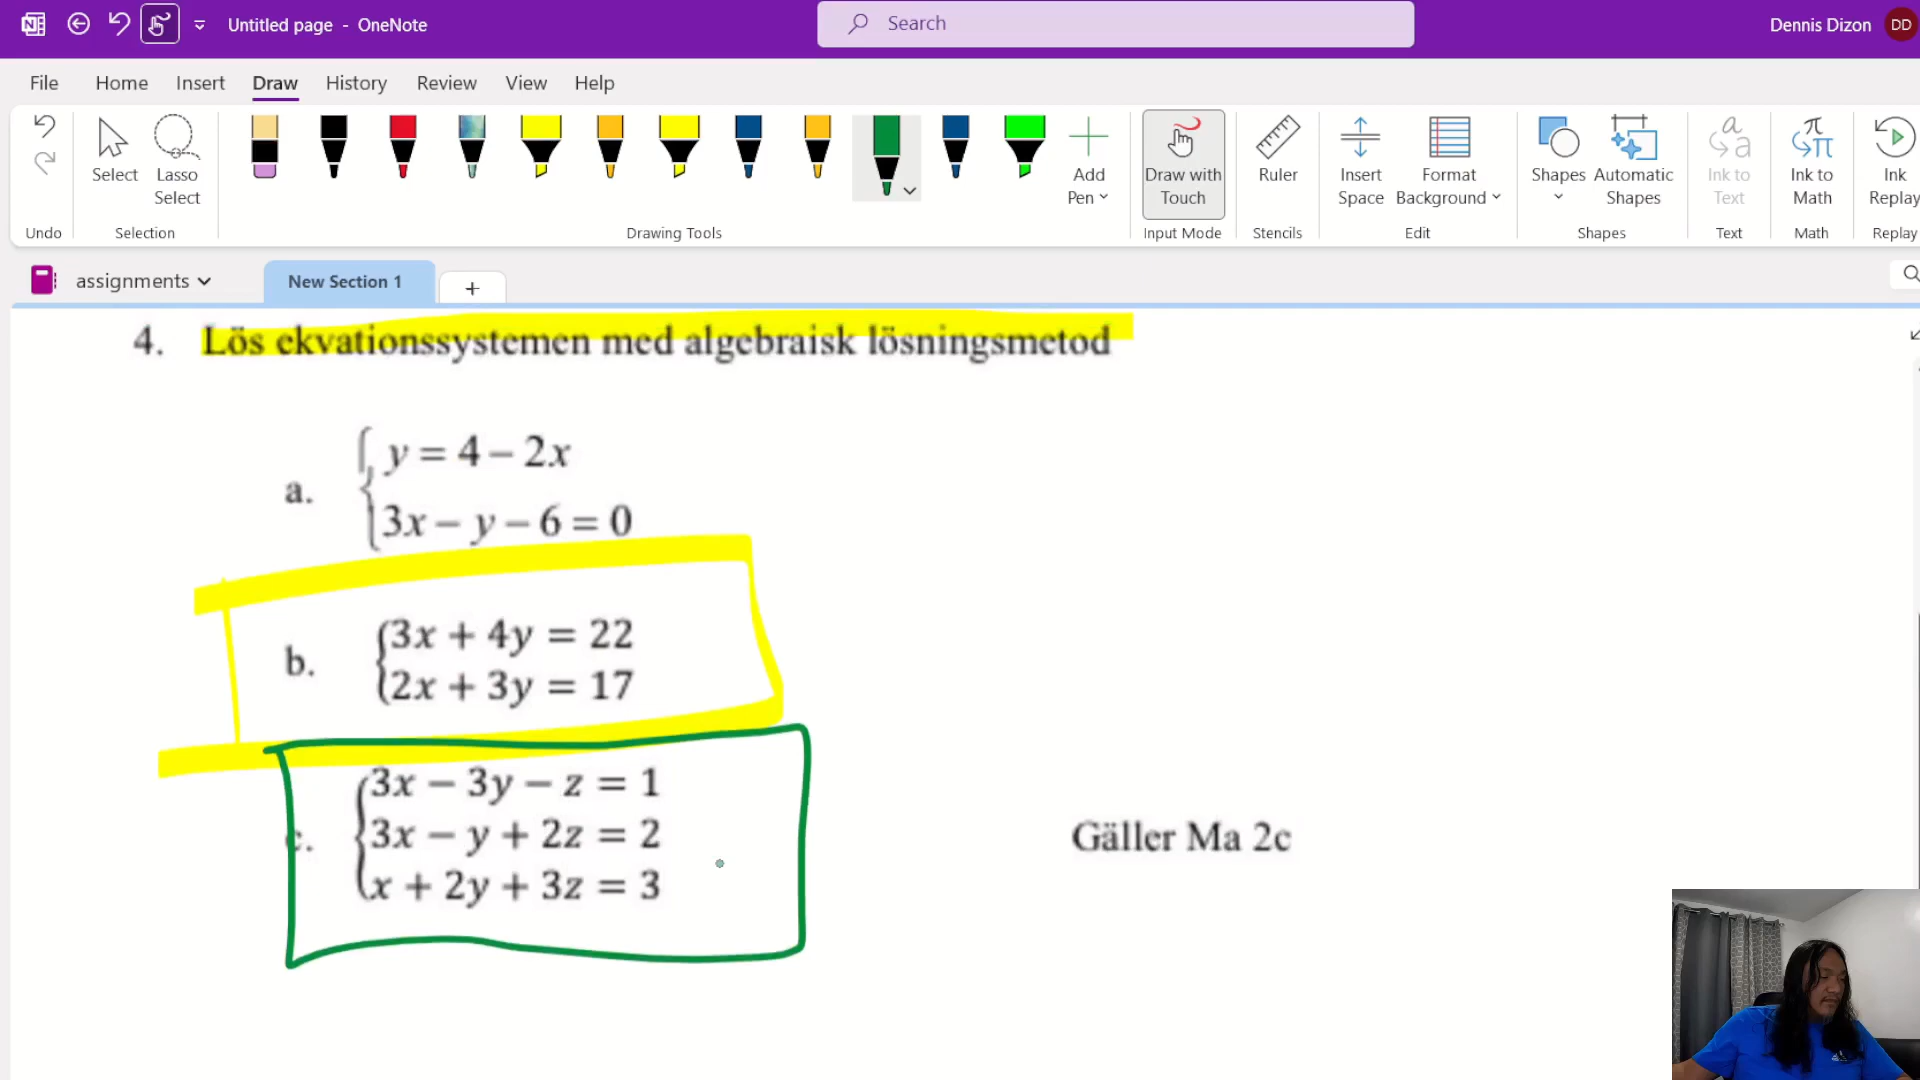 Untitled page - OneNote
Search
Dennis Dizon
DD
File
Home
Insert
Draw
History
Review
View
Help
Select
Lasso Select
Add Pen
Draw with Touch
Ruler
Insert Space
Format Background
Shapes
Automatic Shapes
Ink to Text
Ink to Math
Ink Replay
Undo
Selection
Drawing Tools
Input Mode
Stencils
Edit
Shapes
Text
Math
Replay
assignments
New Section 1
4. Lös ekvationssystemen med algebraisk lösningsmetod
a.
y = 4 – 2x
3x – y – 6 = 0
b.
3x + 4y = 22
2x + 3y = 17
c.
3x − 3y − z = 1
3x − y + 2z = 2
x + 2y + 3z = 3
Gäller Ma 2c